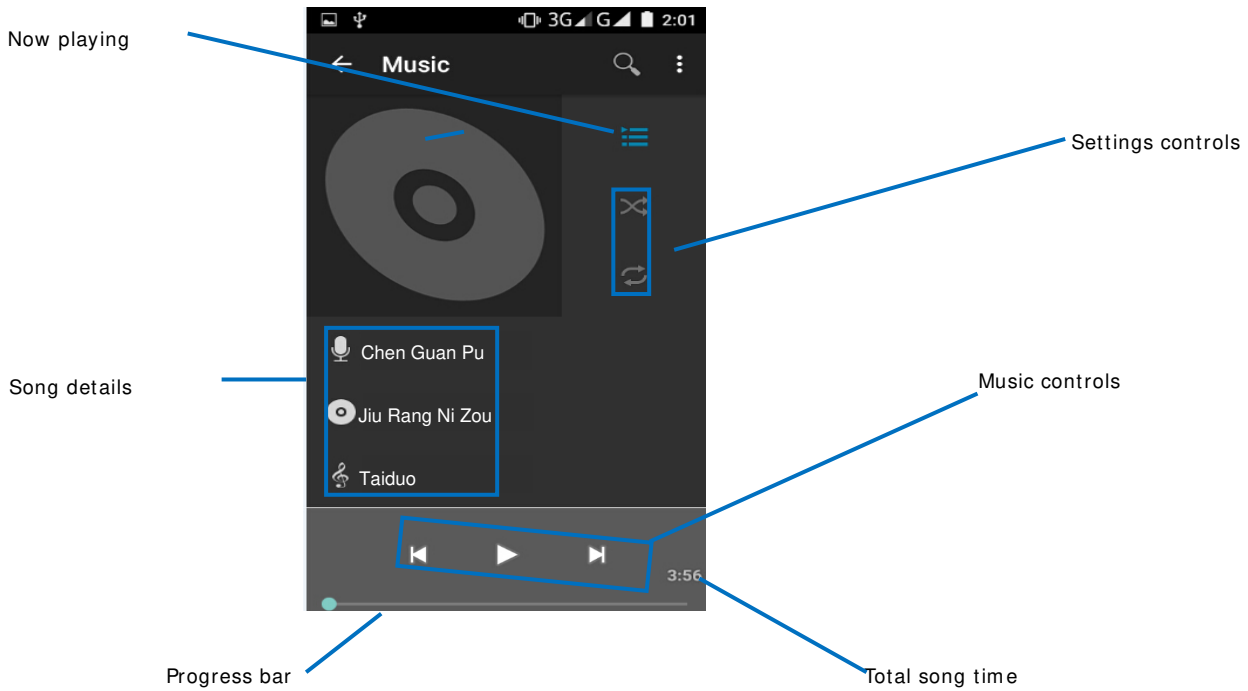 3G G 2:01
Now playing
Music
Settings controls
Chen Guan Pu
Jiu Rang Ni Zou
Taiduo
Song details
Music controls
3:56
Progress bar
Total song time